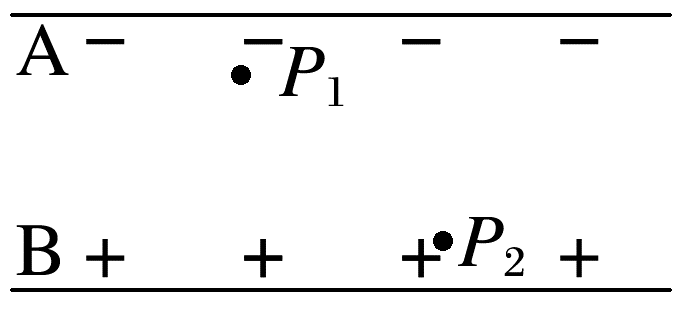 A − − − −
P₁
B + + + +
P₂